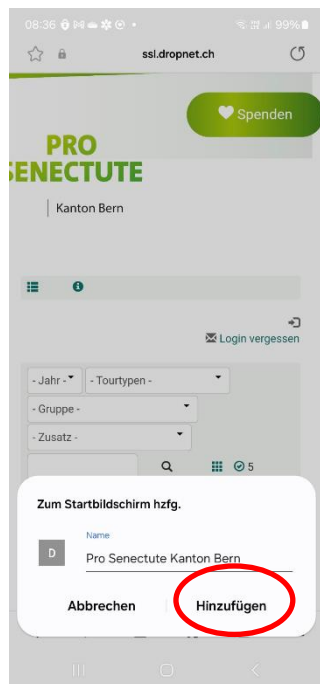 08:36
99%
ssl.dropnet.ch
Spenden
PRO
SENECTUTE
Kanton Bern
Login vergessen
- Jahr -
- Tourtypen -
- Gruppe -
- Zusatz -
5
Zum Startbildschirm hzfg.
Name
D
Pro Senectute Kanton Bern
Abbrechen
Hinzufügen